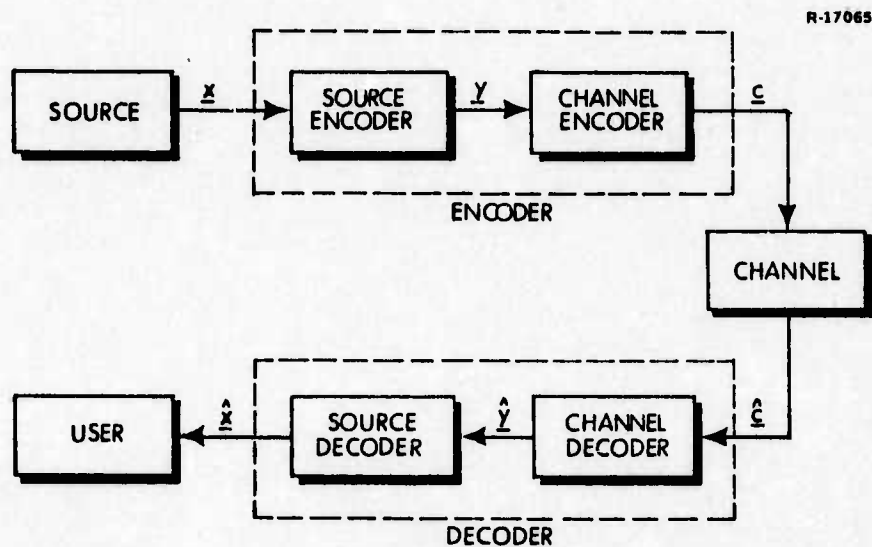 R-17065
SOURCE
x
SOURCE
ENCODER
y
CHANNEL
ENCODER
c
ENCODER
CHANNEL
USER
x̂
SOURCE
DECODER
ŷ
CHANNEL
DECODER
ĉ
DECODER